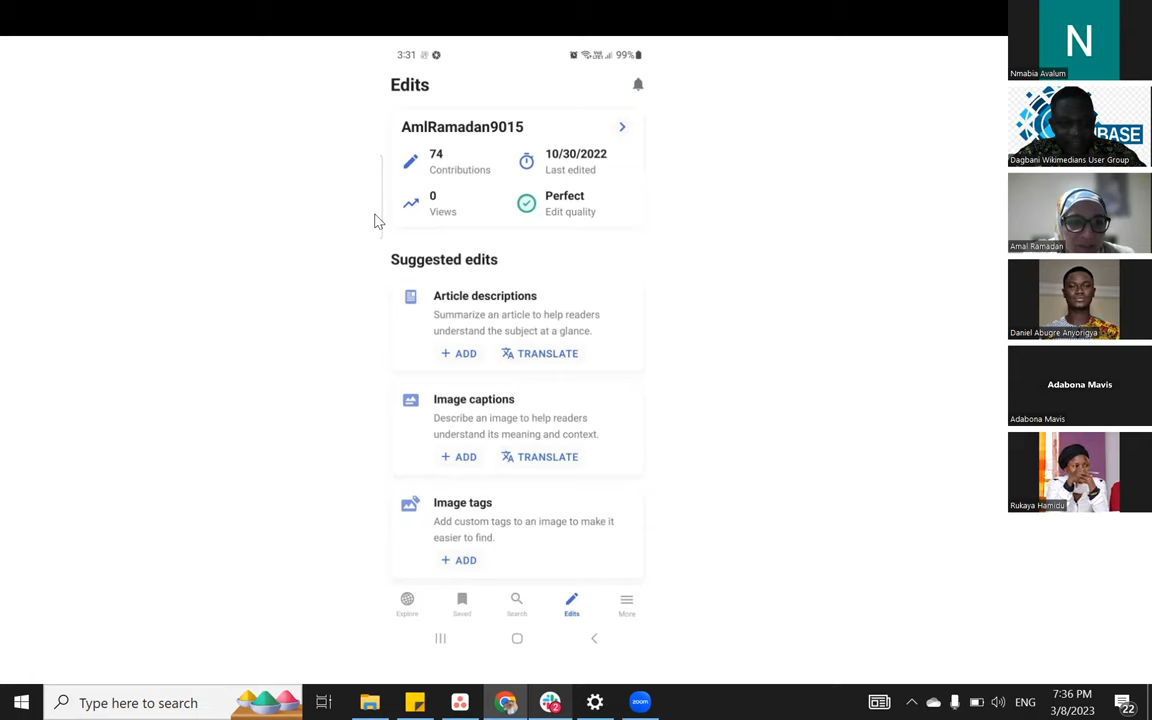 3:31 99%
Edits
AmlRamadan9015
74
Contributions
10/30/2022
Last edited
0
Views
Perfect
Edit quality
Suggested edits
Article descriptions
Summarize an article to help readers
understand the subject at a glance.
+ ADD TRANSLATE
Image captions
Describe an image to help readers
understand its meaning and context.
+ ADD TRANSLATE
Image tags
Add custom tags to an image to make it
easier to find.
+ ADD
Explore Saved Search Edits More
N
Nmabia Avalum
BASE
Dagbani Wikimedians User Group
Amal Ramadan
Daniel Abugre Anyorigya
Adabona Mavis
Adabona Mavis
Rukaya Hamidu
Type here to search
2
zoom
ENG
7:36 PM
3/8/2023
22